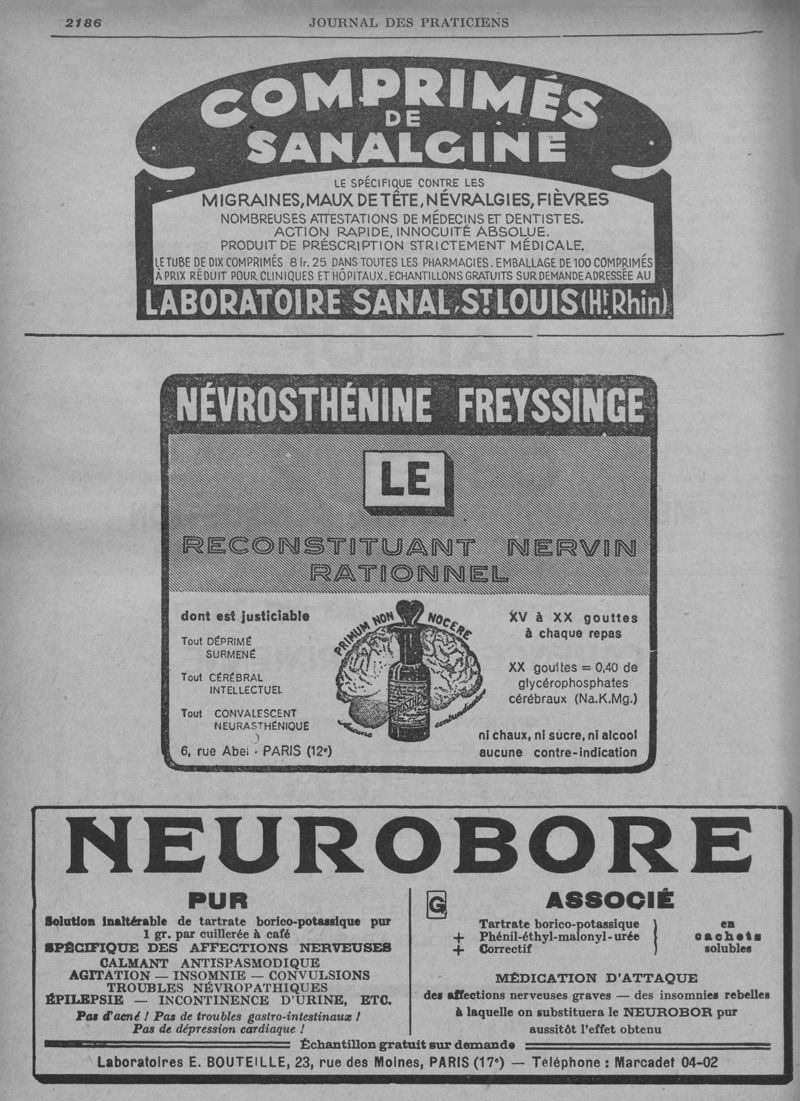 2186
JOURNAL DES PRATICIENS
COMPRIMÉS
DE
SANALGINE
LE SPÉCIFIQUE CONTRE LES
MIGRAINES, MAUX DE TÊTE, NÉVRALGIES, FIÈVRES
NOMBREUSES ATTESTATIONS DE MÉDECINS ET DENTISTES.
ACTION RAPIDE, INNOCUITÉ ABSOLUE.
PRODUIT DE PRÉSCRIPTION STRICTEMENT MÉDICALE.
LE TUBE DE DIX COMPRIMÉS 8 fr. 25 DANS TOUTES LES PHARMACIES. EMBALLAGE DE 100 COMPRIMÉS
À PRIX RÉDUIT POUR CLINIQUES ET HÔPITAUX. ECHANTILLONS GRATUITS SUR DEMANDE ADRESSÉE AU
LABORATOIRE SANAL, ST. LOUIS (HT. Rhin)
NÉVROSTHÉNINE FREYSSINGE
LE
RECONSTITUANT NERVIN
RATIONNEL
dont est justiciable
Tout DÉPRIMÉ
SURMENÉ
Tout CÉRÉBRAL
INTELLECTUEL
Tout CONVALESCENT
NEURASTHÉNIQUE
6, rue Abel - PARIS (12e)
PRIMUM NON NOCERE
Aucune contreindication
XV à XX gouttes
à chaque repas
XX gouttes = 0,40 de
glycérophosphates
cérébraux (Na.K.Mg.)
ni chaux, ni sucre, ni alcool
aucune contre-indication
NEUROBORE
PUR
Solution inaltérable de tartrate borico-potassique pur
1 gr. par cuillerée à café
SPÉCIFIQUE DES AFFECTIONS NERVEUSES
CALMANT ANTISPASMODIQUE
AGITATION — INSOMNIE — CONVULSIONS
TROUBLES NÉVROPATHIQUES
ÉPILEPSIE — INCONTINENCE D'URINE, ETC.
Pas d'acné ! Pas de troubles gastro-intestinaux !
Pas de dépression cardiaque !
G
ASSOCIÉ
Tartrate borico-potassique
+ Phénil-éthyl-malonyl-urée
+ Correctif
en
cachets
solubles
MÉDICATION D'ATTAQUE
des affections nerveuses graves — des insomnies rebelles
à laquelle on substituera le NEUROBOR pur
aussitôt l'effet obtenu
Échantillon gratuit sur demande
Laboratoires E. BOUTEILLE, 23, rue des Moines, PARIS (17e) — Téléphone : Marcadet 04-02